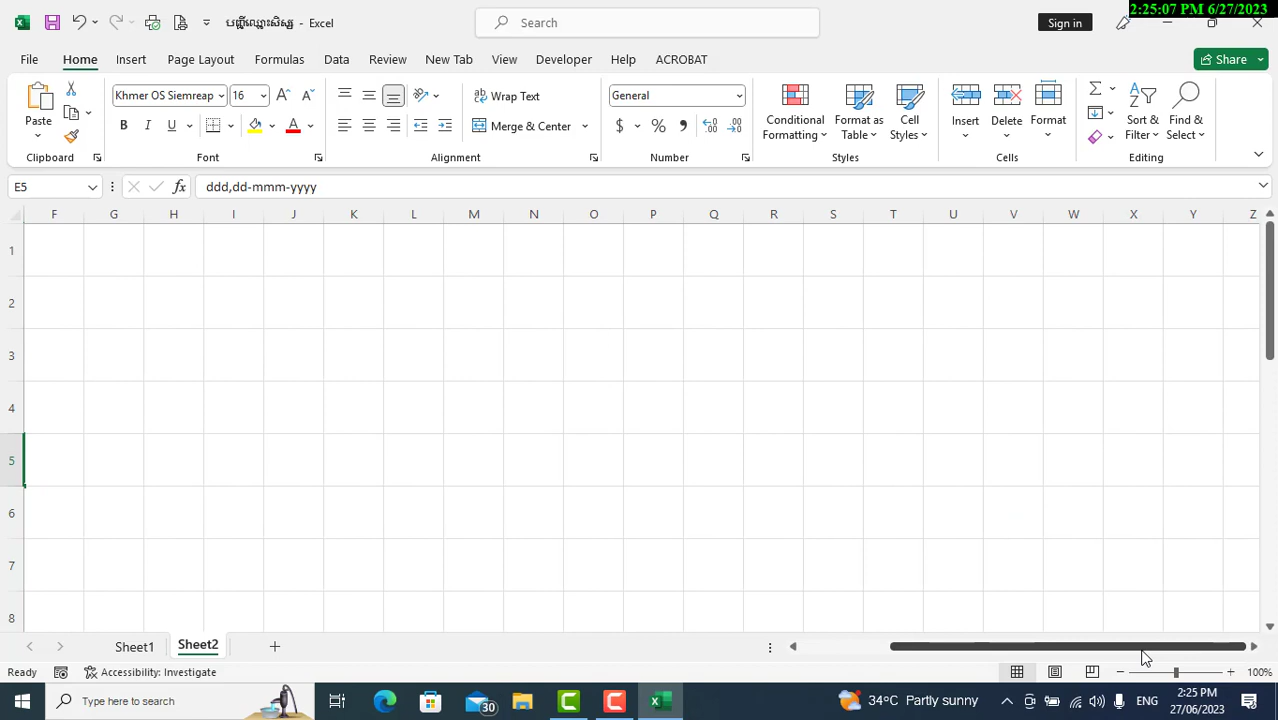 2:25:07 PM 6/27/2023
បញ្ជីឈ្មោះសិស្ស - Excel
Search
Sign in
File Home Insert Page Layout Formulas Data Review New Tab View Developer Help ACROBAT
Share
Paste
Khmer OS Siemreap 16
Wrap Text
General
B I U
Merge & Center
$ % 9
Conditional Formatting
Format as Table
Cell Styles
Insert
Delete
Format
Sort & Filter
Find & Select
Clipboard Font Alignment Number Styles Cells Editing
E5
fx
ddd,dd-mmm-yyyy
F G H I J K L M N O P Q R S T U V W X Y Z
1
2
3
4
5
6
7
8
Sheet1 Sheet2
Ready
Accessibility: Investigate
100%
Type here to search
30
34°C Partly sunny
ENG
2:25 PM
27/06/2023